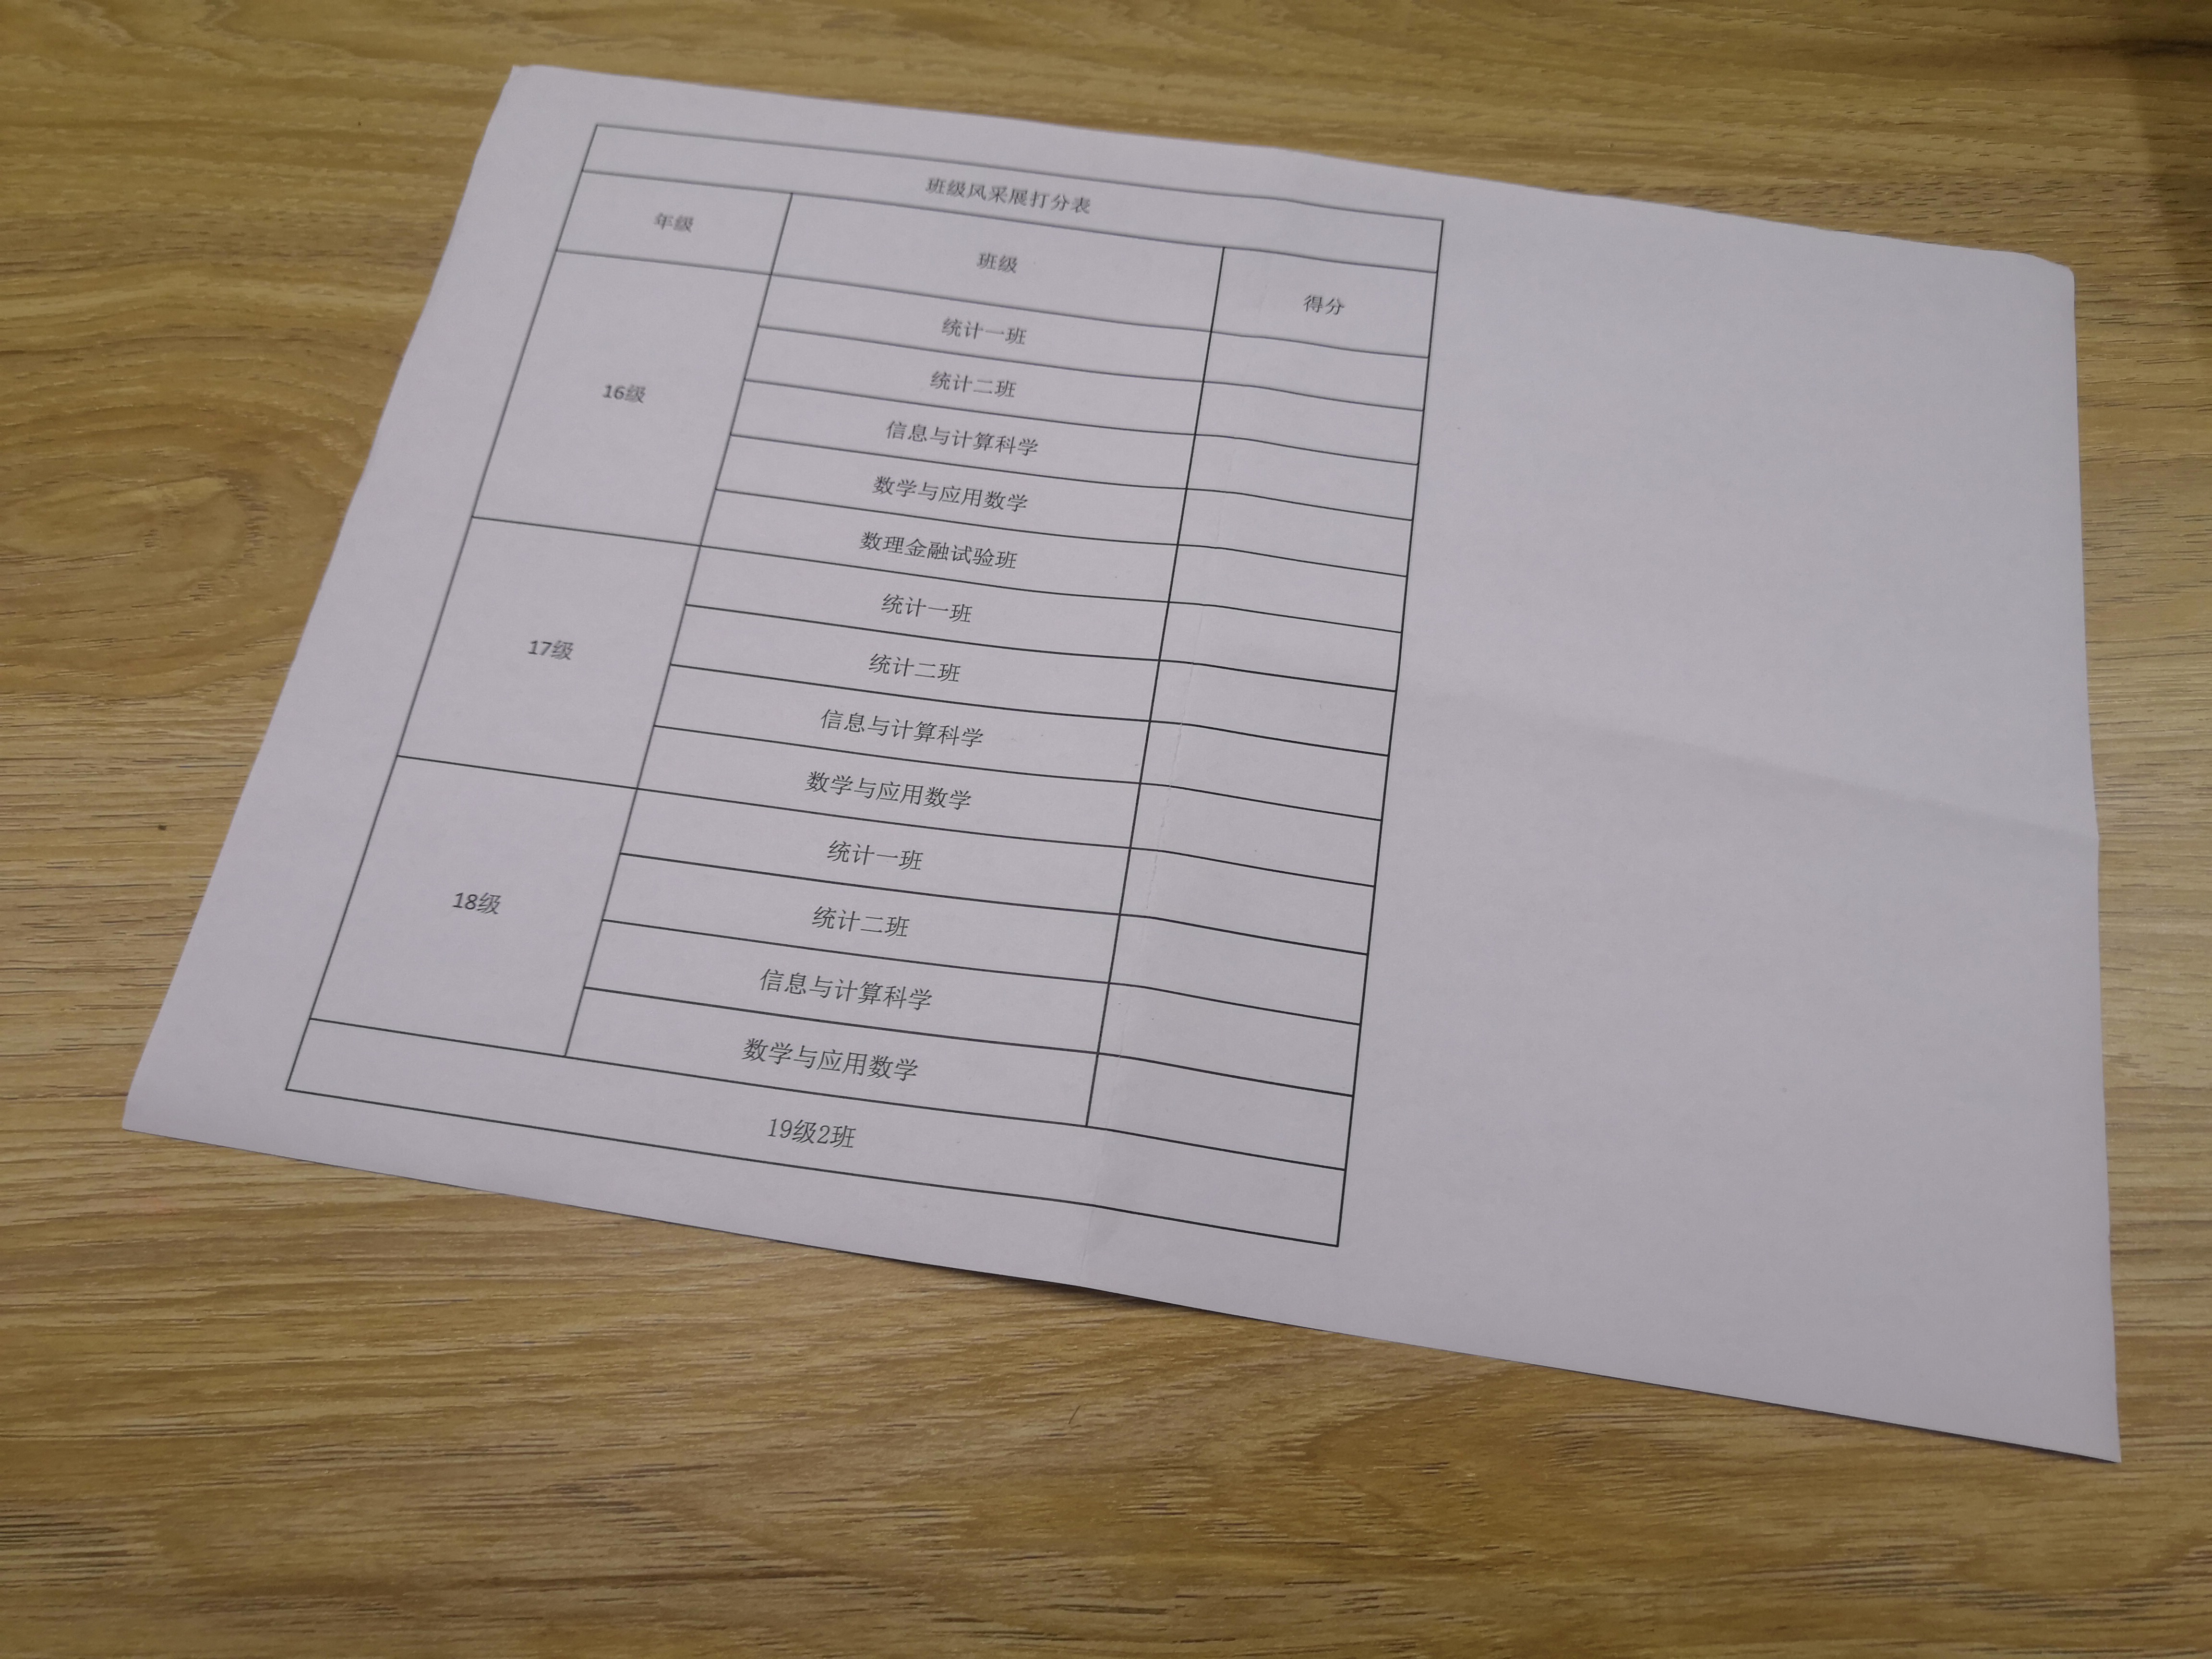 班级风采展打分表
年级 班级 得分
16级 统计一班
统计二班
信息与计算科学
数学与应用数学
数理金融试验班
17级 统计一班
统计二班
信息与计算科学
数学与应用数学
18级 统计一班
统计二班
信息与计算科学
数学与应用数学
19级2班